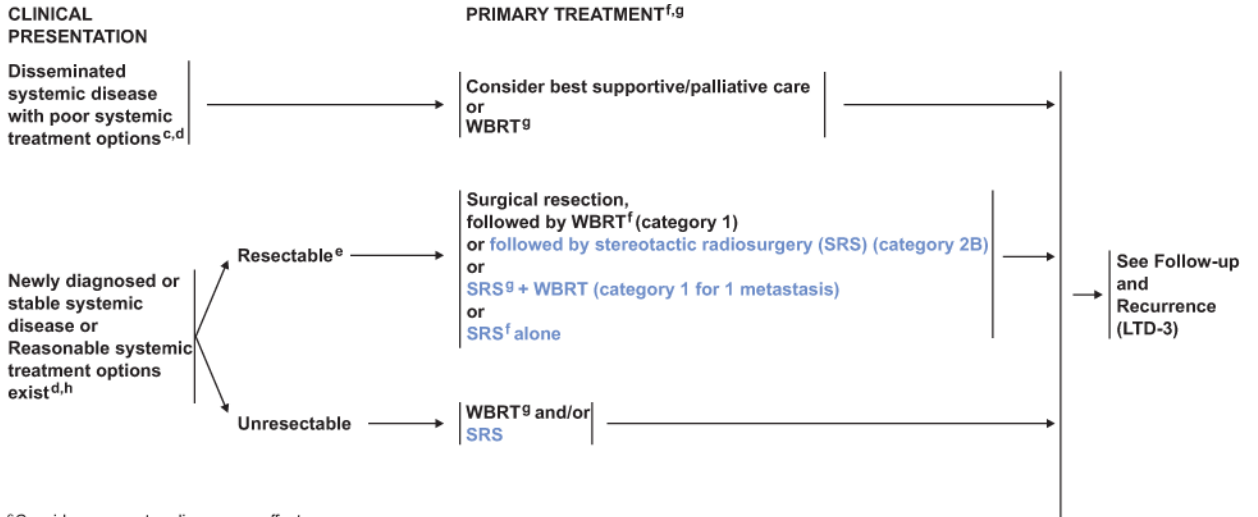 CLINICAL
PRESENTATION
PRIMARY TREATMENTf,g
Disseminated
systemic disease
with poor systemic
treatment optionsc,d
Consider best supportive/palliative care
or
WBRTg
Newly diagnosed or
stable systemic
disease or
Reasonable systemic
treatment options
existd,h
Resectablee
Surgical resection,
followed by WBRTf (category 1)
or followed by stereotactic radiosurgery (SRS) (category 2B)
or
SRSg + WBRT (category 1 for 1 metastasis)
or
SRSf alone
Unresectable
WBRTg and/or
SRS
See Follow-up
and
Recurrence
(LTD-3)